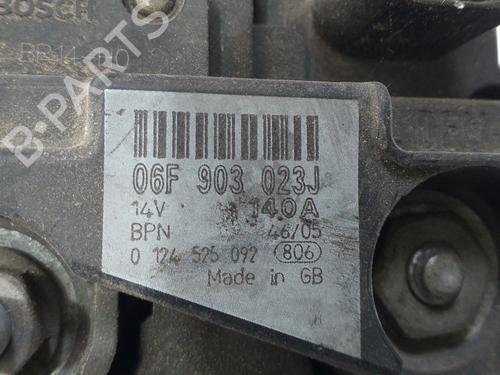 BOSCH
B-PARTS
06F 903 023J
14V 140A
BPN 46/05
0 124 525 092 806
Made in GB